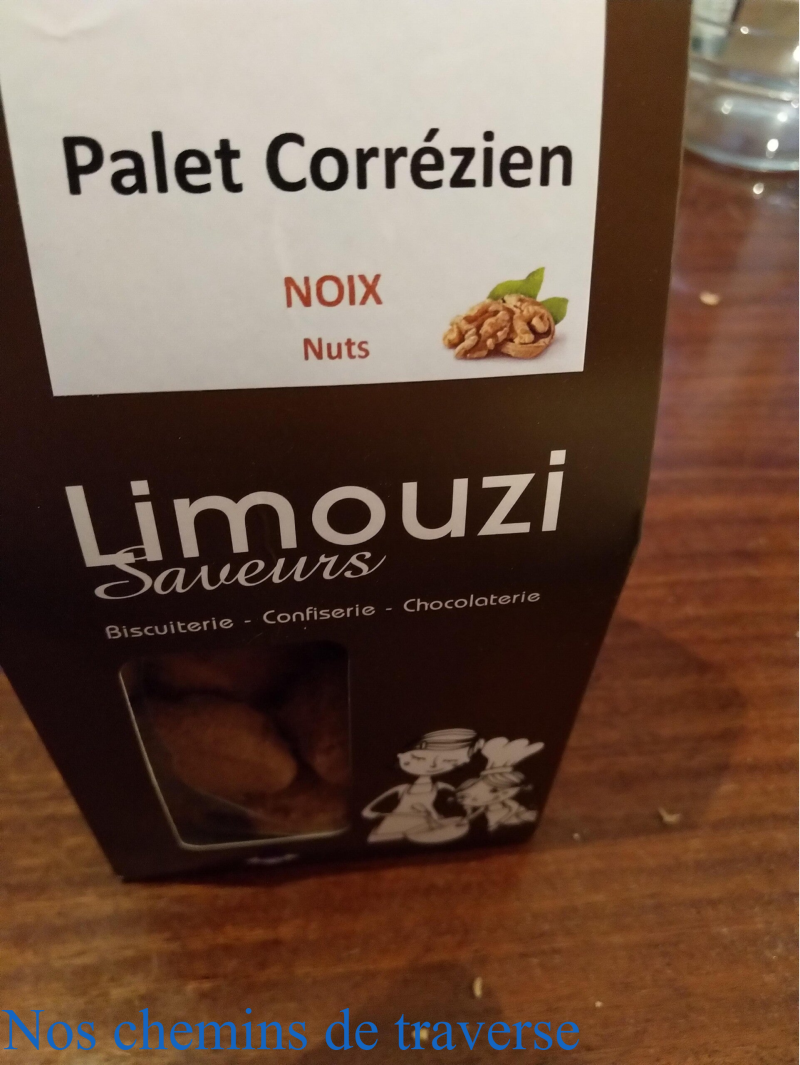 Palet Corrézien
NOIX
Nuts
Limouzi
Saveurs
Biscuiterie - Confiserie - Chocolaterie
Nos chemins de traverse